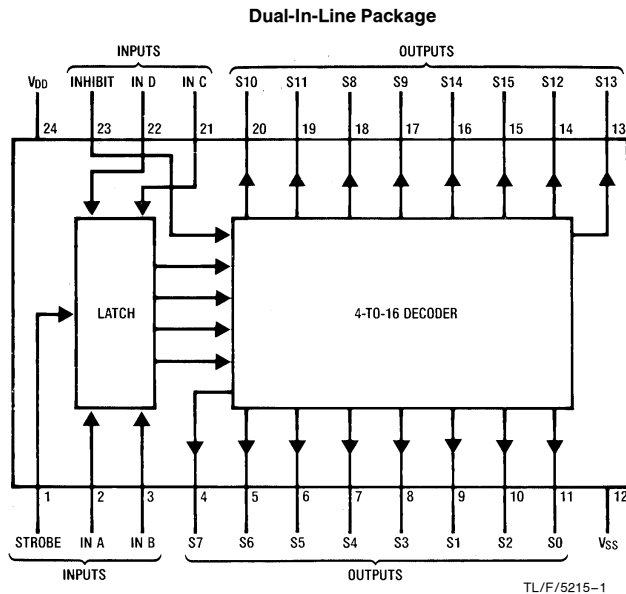 Dual-In-Line Package
INPUTS OUTPUTS
VDD INHIBIT IN D IN C S10 S11 S8 S9 S14 S15 S12 S13
24 23 22 21 20 19 18 17 16 15 14 13
LATCH 4-TO-16 DECODER
1 2 3 4 5 6 7 8 9 10 11 12
STROBE IN A IN B S7 S6 S5 S4 S3 S1 S2 S0 VSS
INPUTS OUTPUTS
TL/F/5215–1